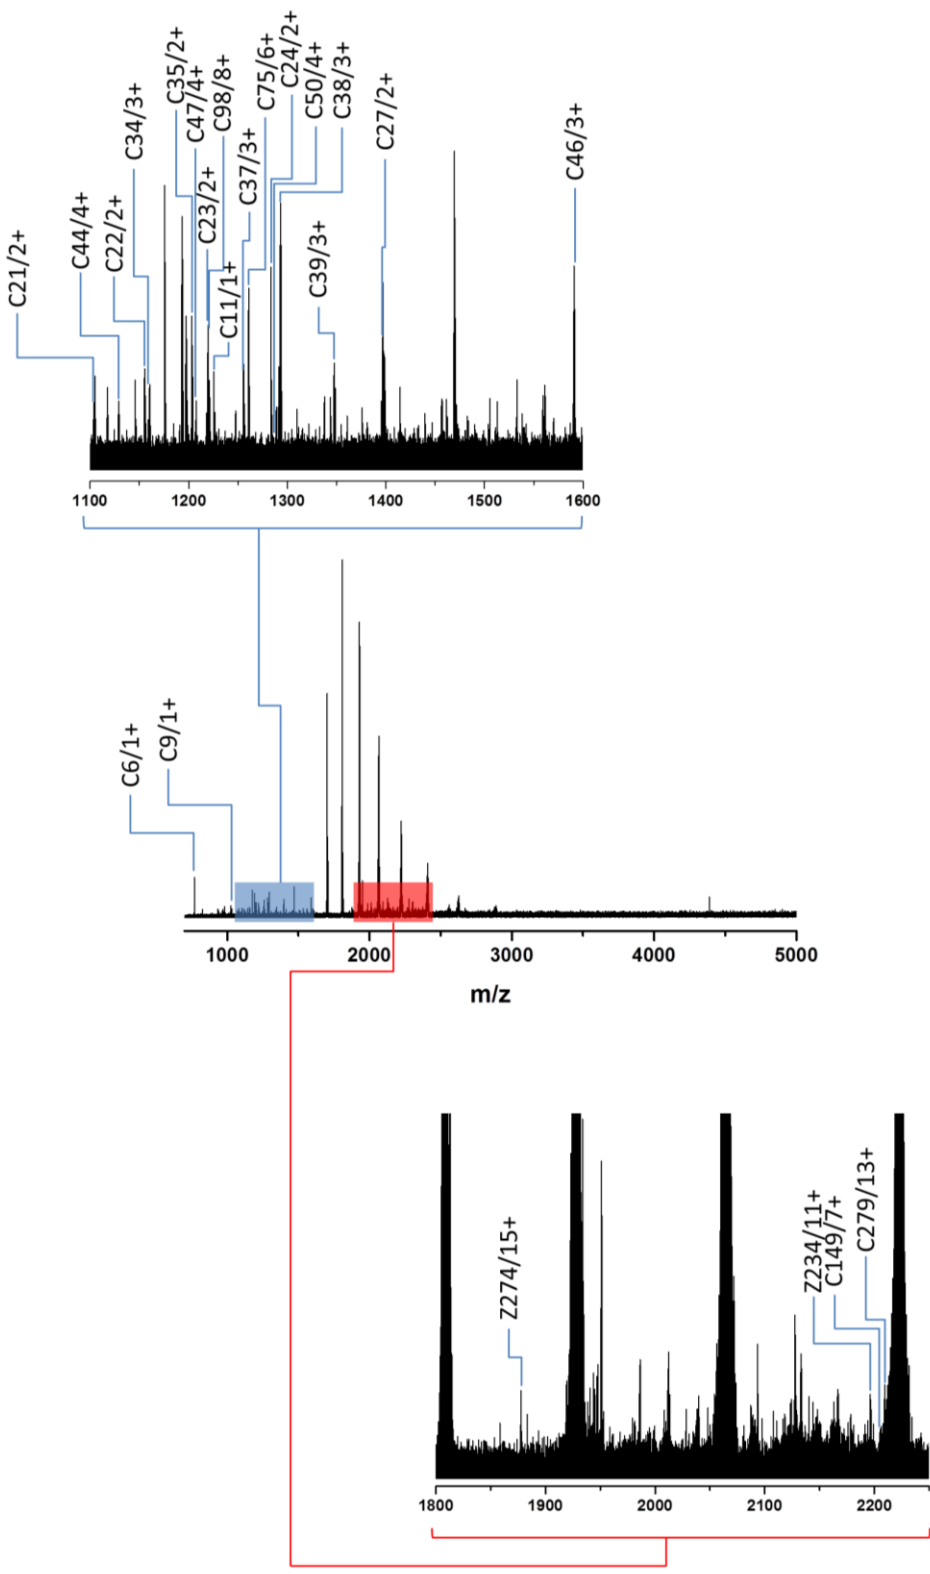 C21/2+
C44/4+
C22/2+
C34/3+
C35/2+
C47/4+
C98/8+
C23/2+
C11/1+
C37/3+
C75/6+
C24/2+
C50/4+
C38/3+
C39/3+
C27/2+
C46/3+
1100 1200 1300 1400 1500 1600
C6/1+
C9/1+
1000 2000 3000 4000 5000
m/z
Z274/15+
Z234/11+
C149/7+
C279/13+
1800 1900 2000 2100 2200